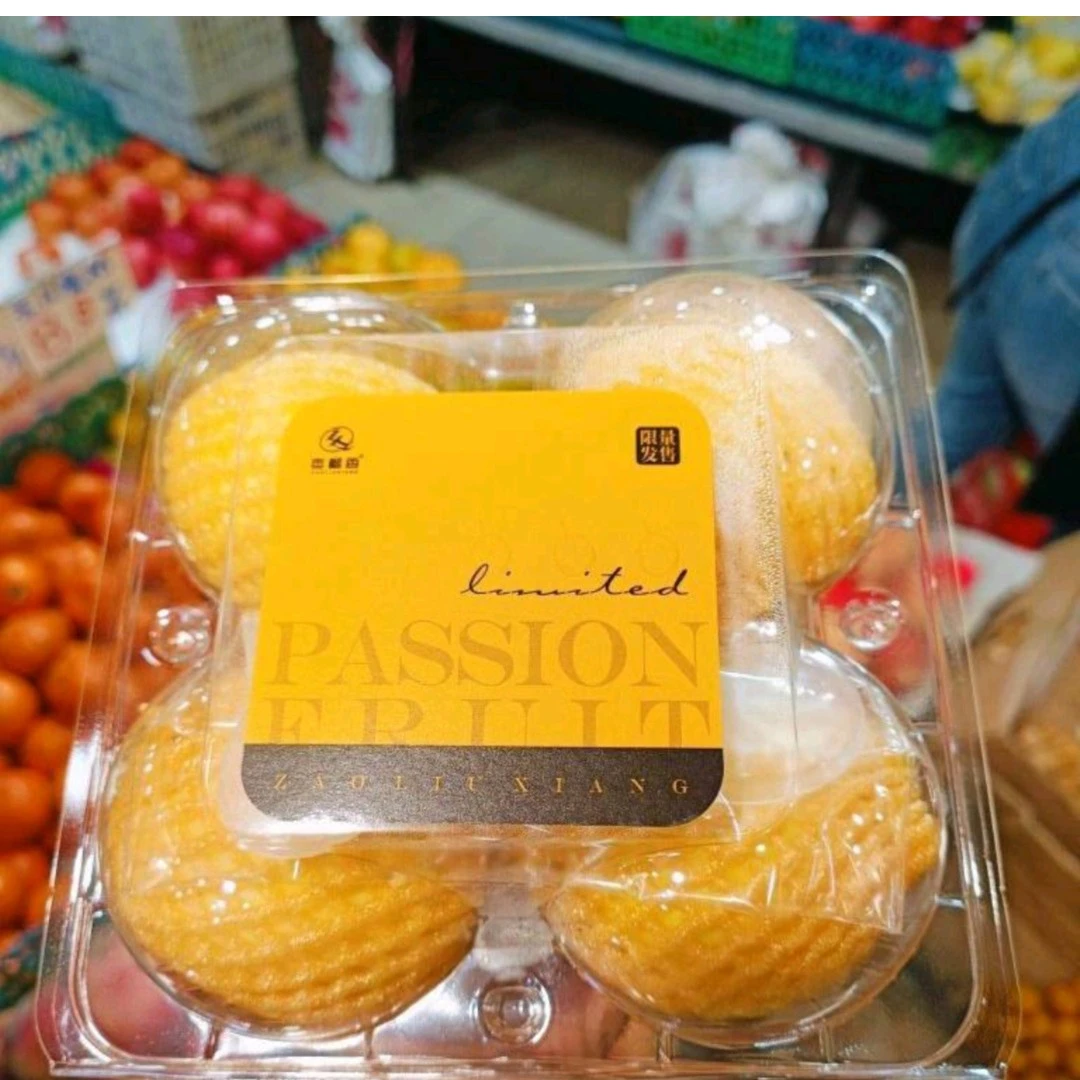 限量
发售
limited
PASSION
FRUIT
ZAOLIUXIANG